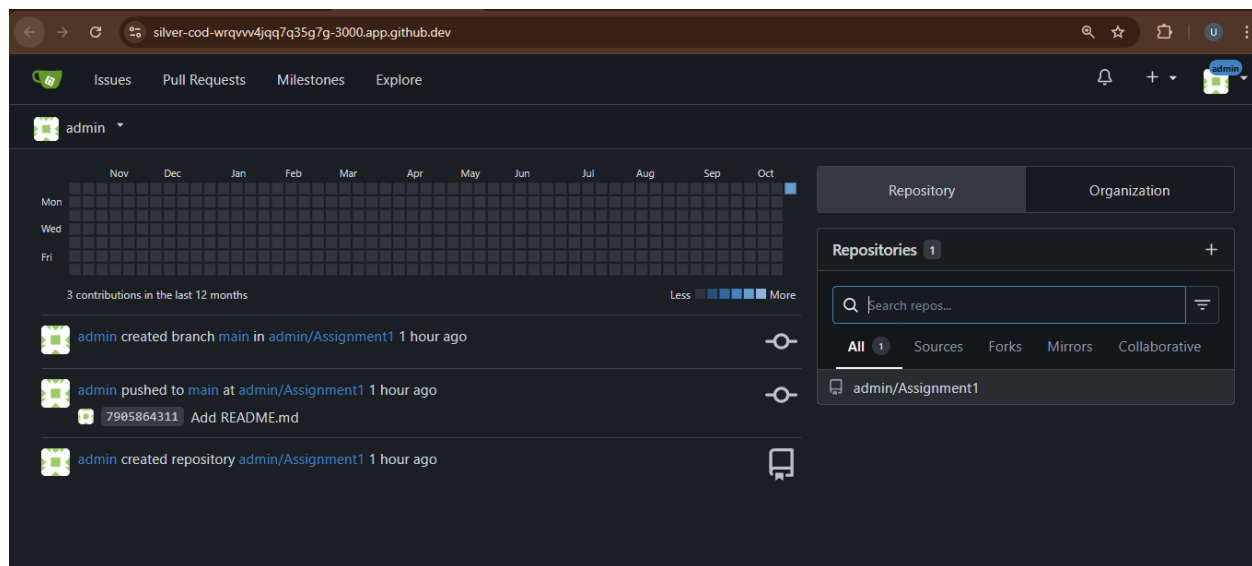 silver-cod-wrqvvv4jqq7q35g7g-3000.app.github.dev
U
Issues Pull Requests Milestones Explore
admin
admin
Nov Dec Jan Feb Mar Apr May Jun Jul Aug Sep Oct
Mon
Wed
Fri
3 contributions in the last 12 months Less More
admin created branch main in admin/Assignment1 1 hour ago
admin pushed to main at admin/Assignment1 1 hour ago
7905864311 Add README.md
admin created repository admin/Assignment1 1 hour ago
Repository Organization
Repositories 1
Search repos...
All 1 Sources Forks Mirrors Collaborative
admin/Assignment1